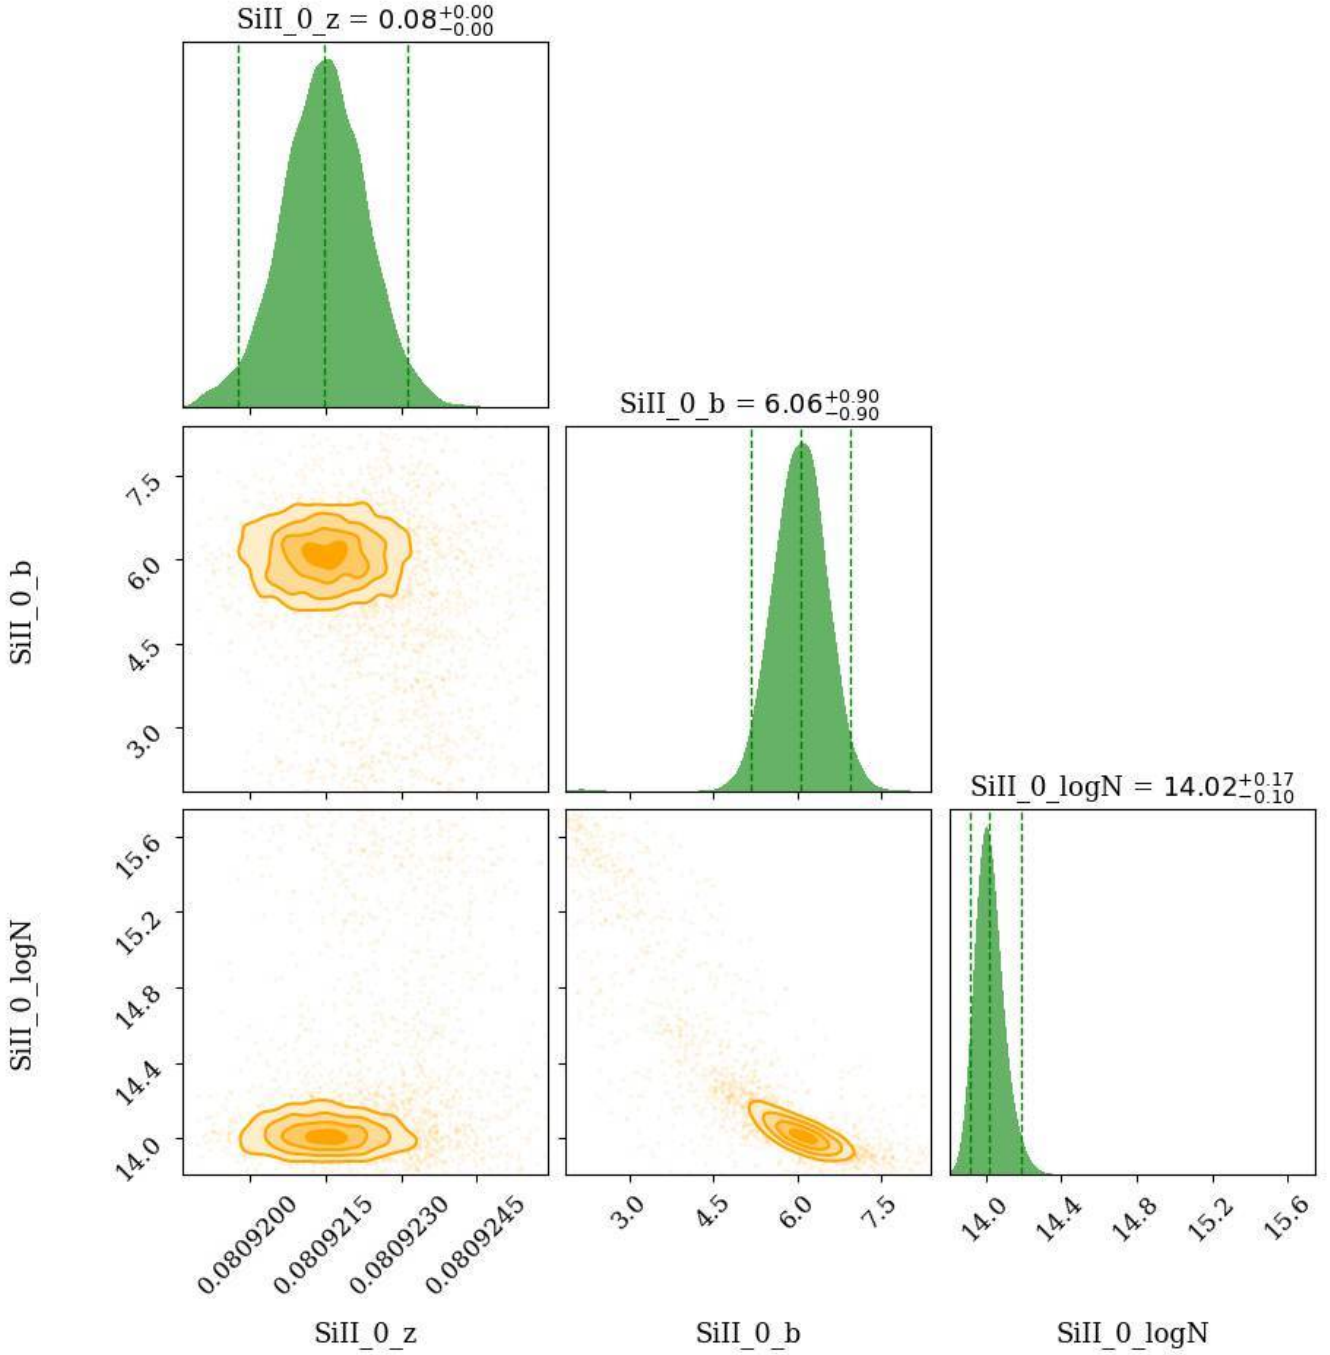 SiII_0_z = 0.08+0.00−0.00
SiII_0_b = 6.06+0.90−0.90
7.5
6.0
4.5
3.0
SiII_0_b
SiII_0_logN = 14.02+0.17−0.10
15.6
15.2
14.8
14.4
14.0
SiII_0_logN
0.0809200 0.0809215 0.0809230 0.0809245
3.0 4.5 6.0 7.5
14.0 14.4 14.8 15.2 15.6
SiII_0_z SiII_0_b SiII_0_logN